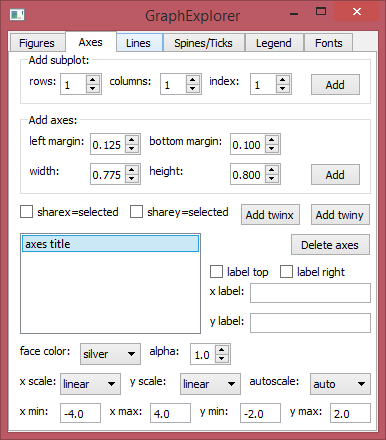 GraphExplorer
Figures Axes Lines Spines/Ticks Legend Fonts
Add subplot:
rows: 1 columns: 1 index: 1 Add
Add axes:
left margin: 0.125 bottom margin: 0.100
width: 0.775 height: 0.800 Add
sharex=selected sharey=selected Add twinx Add twiny
axes title Delete axes
label top label right
x label:
y label:
face color: silver alpha: 1.0
x scale: linear y scale: linear autoscale: auto
x min: -4.0 x max: 4.0 y min: -2.0 y max: 2.0